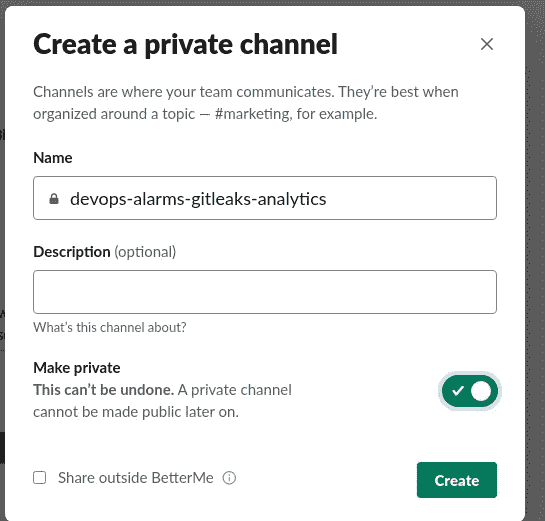 Create a private channel
Channels are where your team communicates. They're best when
organized around a topic — #marketing, for example.
Name
devops-alarms-gitleaks-analytics
Description (optional)
What's this channel about?
Make private
This can't be undone. A private channel
cannot be made public later on.
Share outside BetterMe
Create